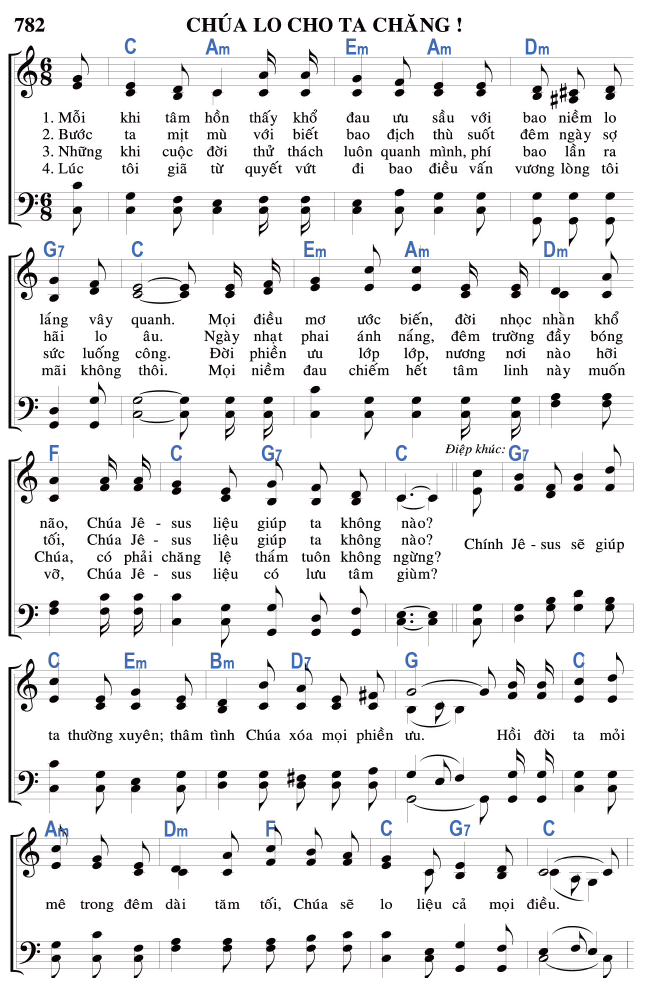 782 CHÚA LO CHO TA CHĂNG !
C Am Em Am Dm
6 8
1. Mỗi khi tâm hồn thấy khổ đau ưu sầu với bao niềm lo
2. Bước ta mịt mù với biết bao địch thù suốt đêm ngày sợ
3. Những khi cuộc đời thử thách luôn quanh mình, phí bao lần ra
4. Lúc tôi giã từ quyết vứt đi bao điều vấn vương lòng tôi
6 8
G7 C Em Am Dm
láng vây quanh. Mọi điều mơ ước biến, đời nhọc nhằn khổ
hãi lo âu. Ngày nhạt phai ánh nắng, đêm trường đầy bóng
sức luống công. Đời phiền ưu lớp lớp, nương nơi nào hỡi
mãi không thôi. Mọi niềm đau chiếm hết tâm linh này muốn
F C G7 C Điệp khúc: G7
não, Chúa Jê - sus liệu giúp ta không nào?
tối, Chúa Jê - sus liệu giúp ta không nào?
Chúa, có phải chăng lệ thấm tuôn không ngừng?
vỡ, Chúa Jê - sus liệu có lưu tâm giùm?
Chính Jê - sus sẽ giúp
C Em Bm D7 G C
ta thường xuyên; thâm tình Chúa xóa mọi phiền ưu. Hồi đời ta mỏi
Am Dm F C G7 C
mê trong đêm dài tăm tối, Chúa sẽ lo liệu cả mọi điều.